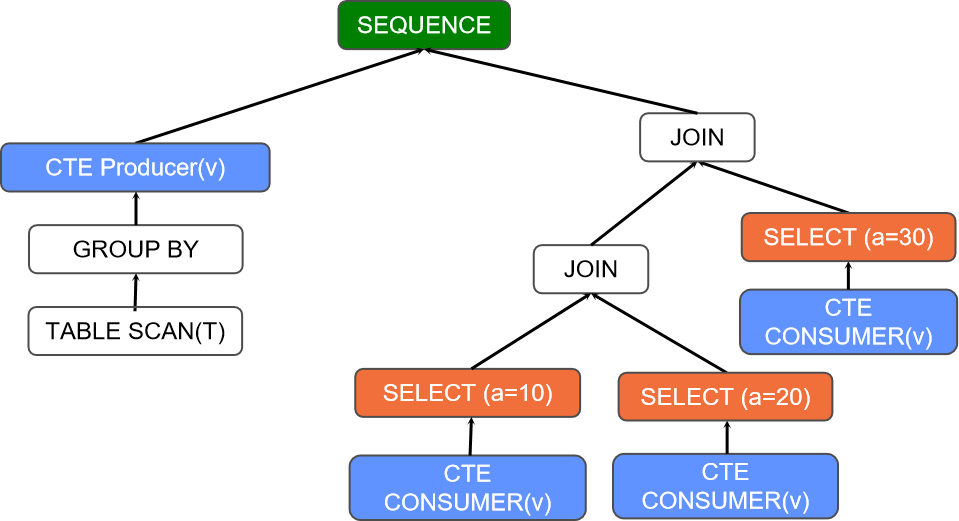 SEQUENCE
JOIN
CTE Producer(v)
SELECT (a=30)
GROUP BY
JOIN
CTE
CONSUMER(v)
TABLE SCAN(T)
SELECT (a=10)
SELECT (a=20)
CTE
CONSUMER(v)
CTE
CONSUMER(v)